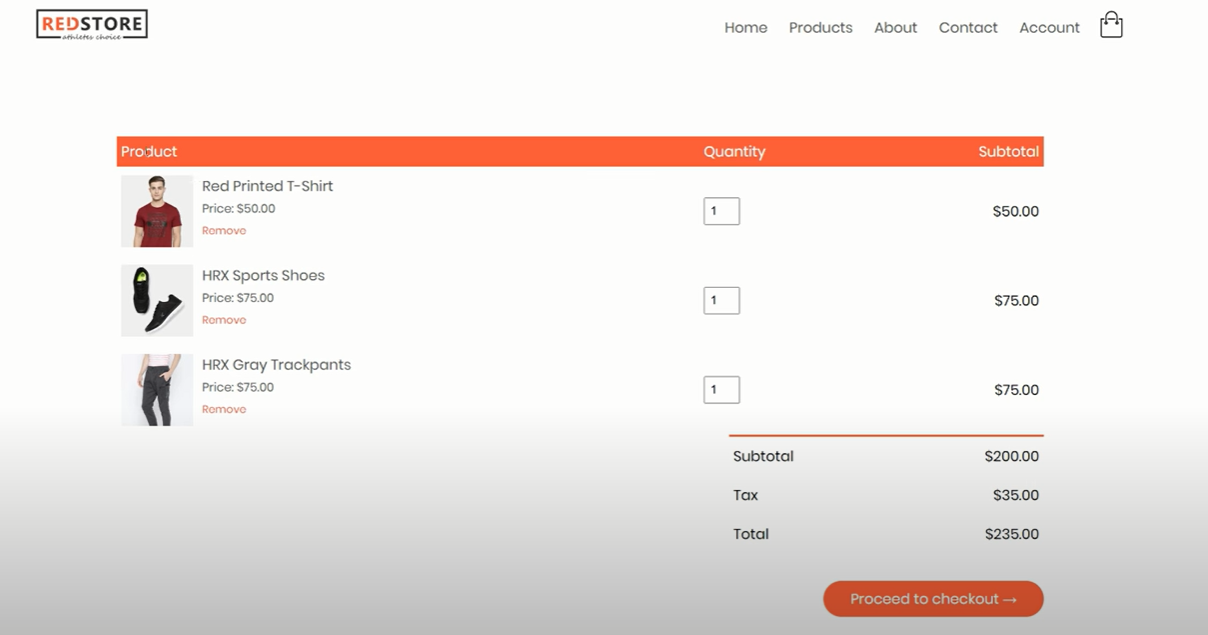 REDSTORE
athletes choice
Home Products About Contact Account
Product Quantity Subtotal
Red Printed T-Shirt
Price: $50.00
Remove
1
$50.00
HRX Sports Shoes
Price: $75.00
Remove
1
$75.00
HRX Gray Trackpants
Price: $75.00
Remove
1
$75.00
Subtotal $200.00
Tax $35.00
Total $235.00
Proceed to checkout →